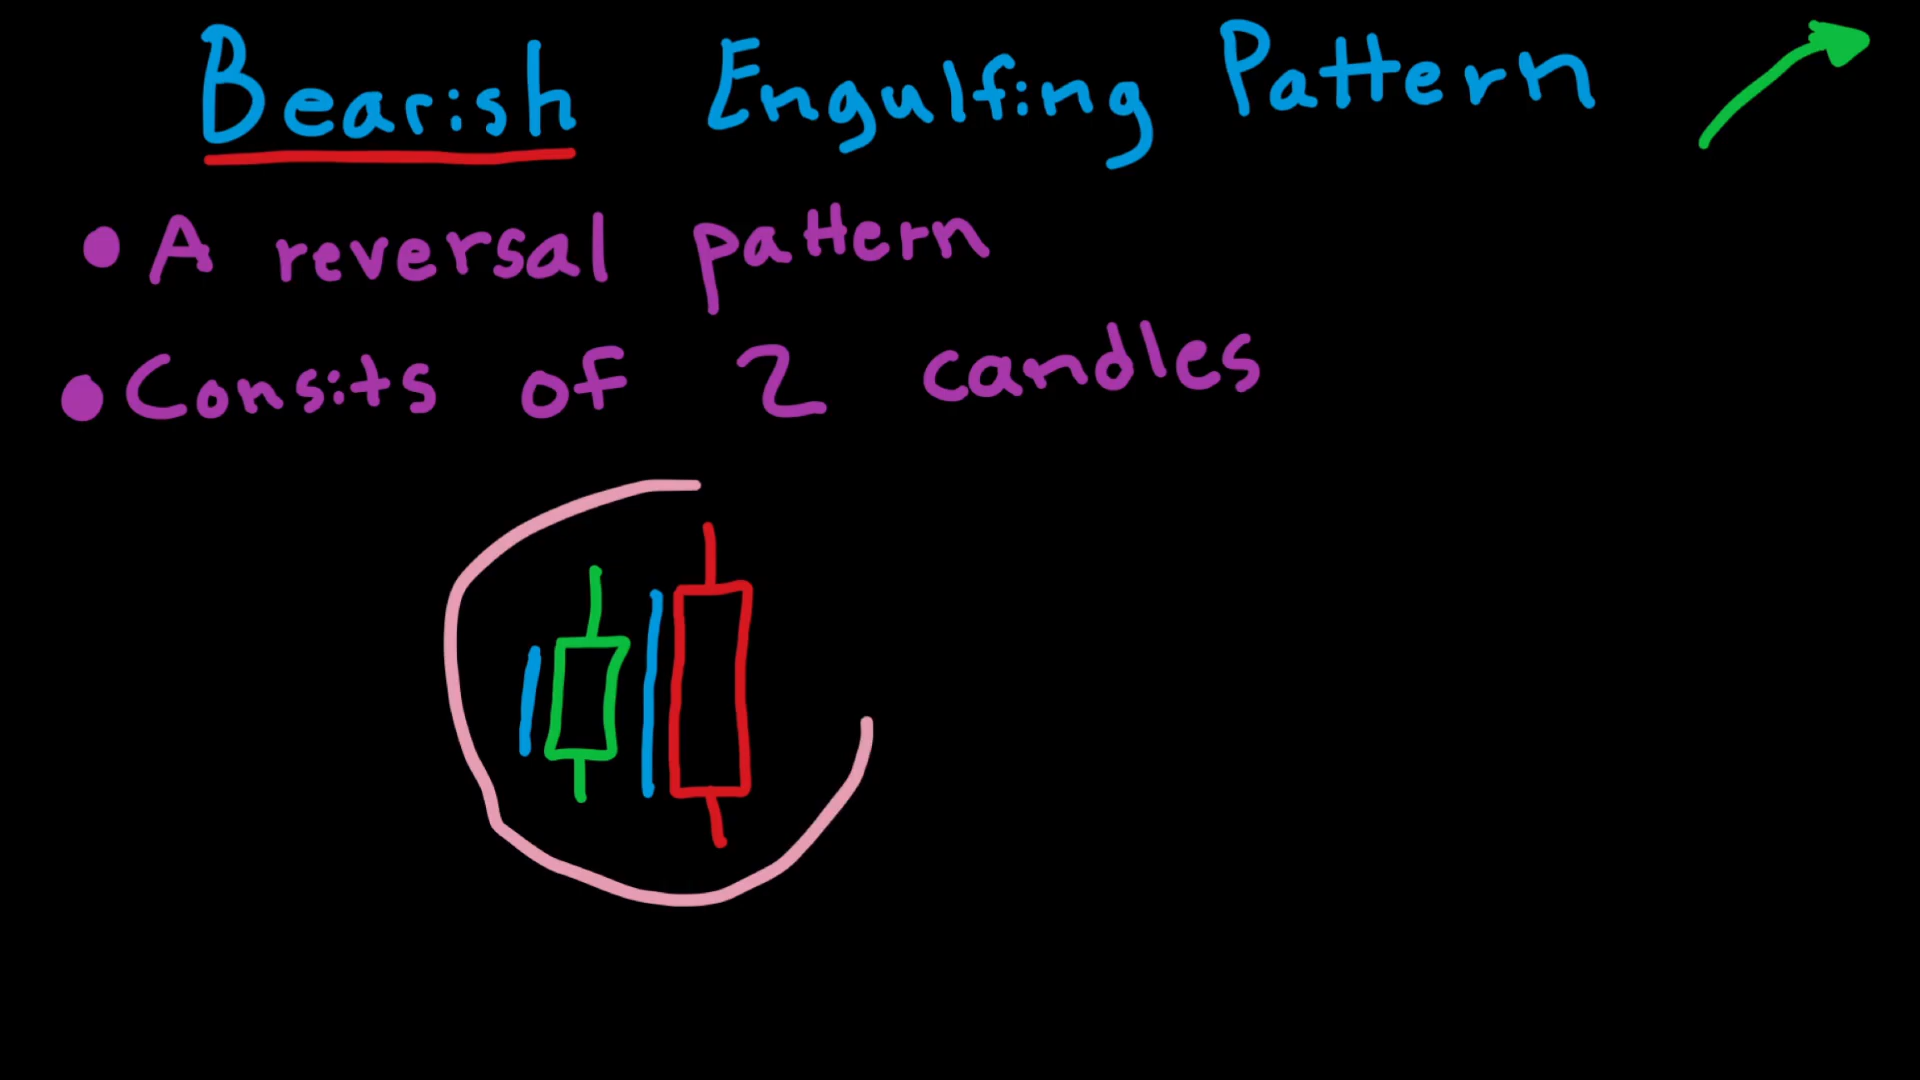 Bearish Engulfing Pattern
• A reversal pattern
• Consits of 2 candles